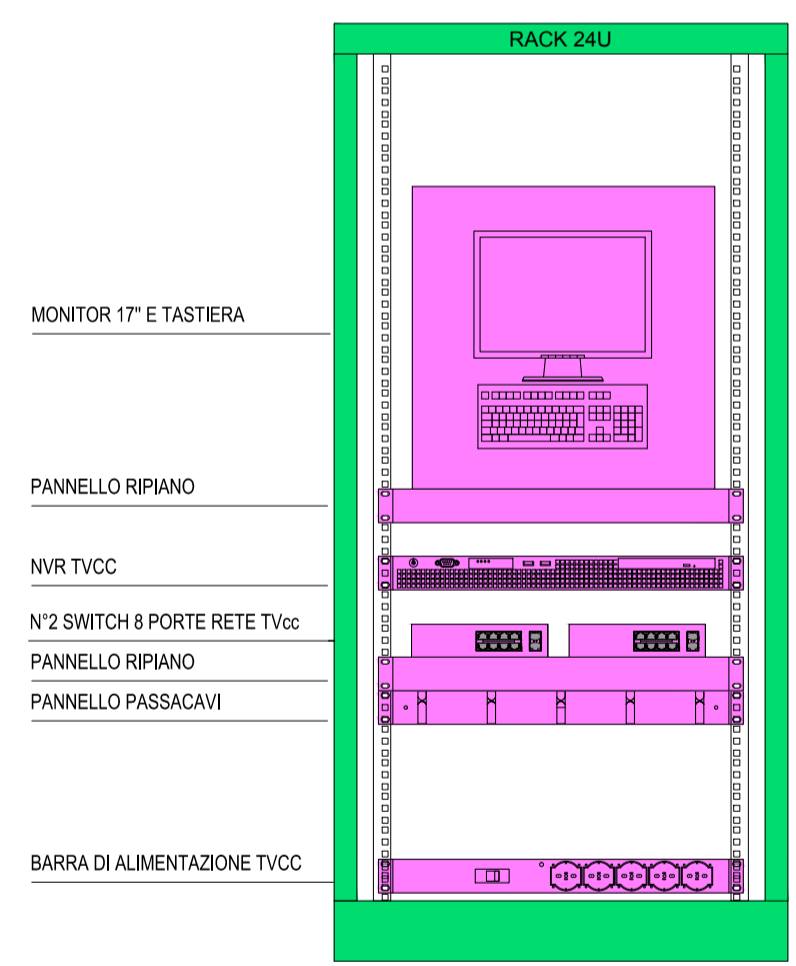 RACK 24U
MONITOR 17" E TASTIERA
PANNELLO RIPIANO
NVR TVCC
N°2 SWITCH 8 PORTE RETE TVcc
PANNELLO RIPIANO
PANNELLO PASSACAVI
BARRA DI ALIMENTAZIONE TVCC